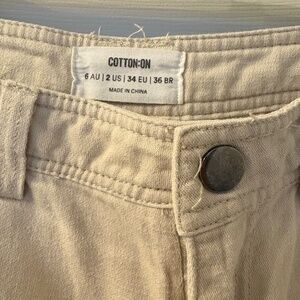 COTTON:ON
6 AU | 2 US | 34 EU | 36 BR
MADE IN CHINA